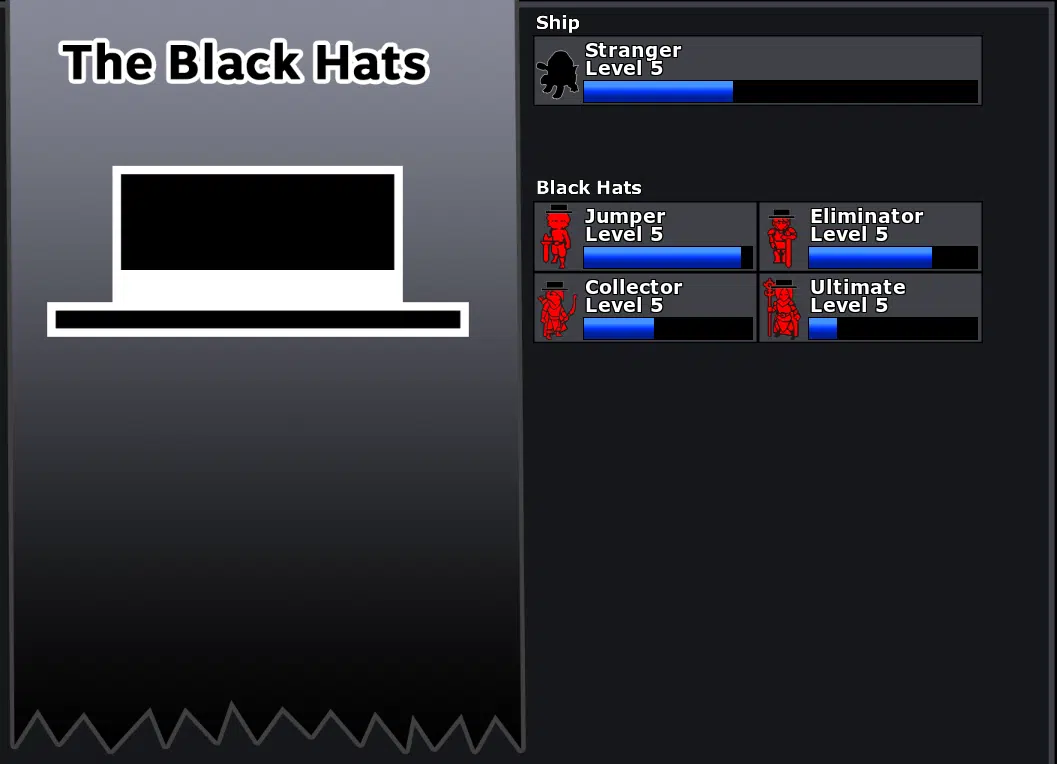 The Black Hats
Ship
Stranger
Level 5
Black Hats
Jumper
Level 5
Eliminator
Level 5
Collector
Level 5
Ultimate
Level 5